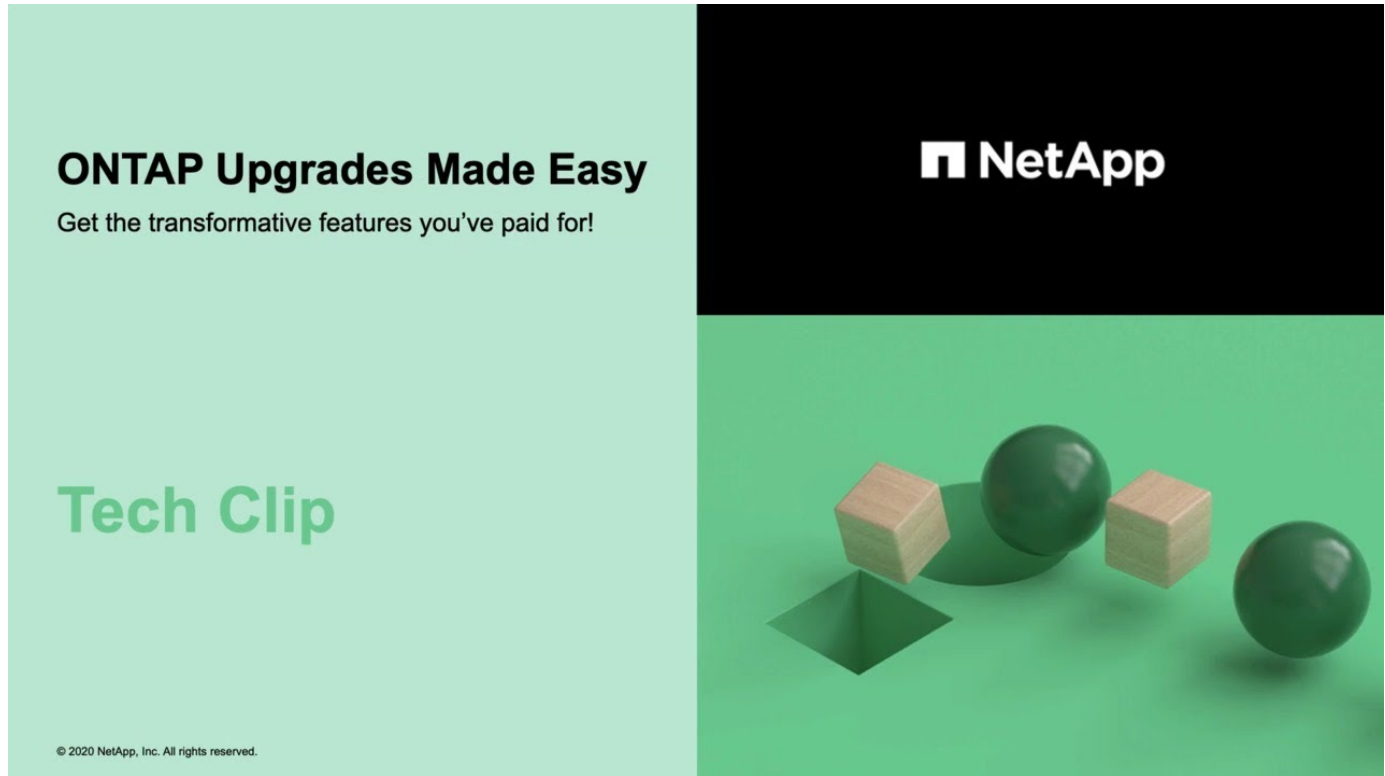 ONTAP Upgrades Made Easy
Get the transformative features you’ve paid for!
NetApp
Tech Clip
© 2020 NetApp, Inc. All rights reserved.